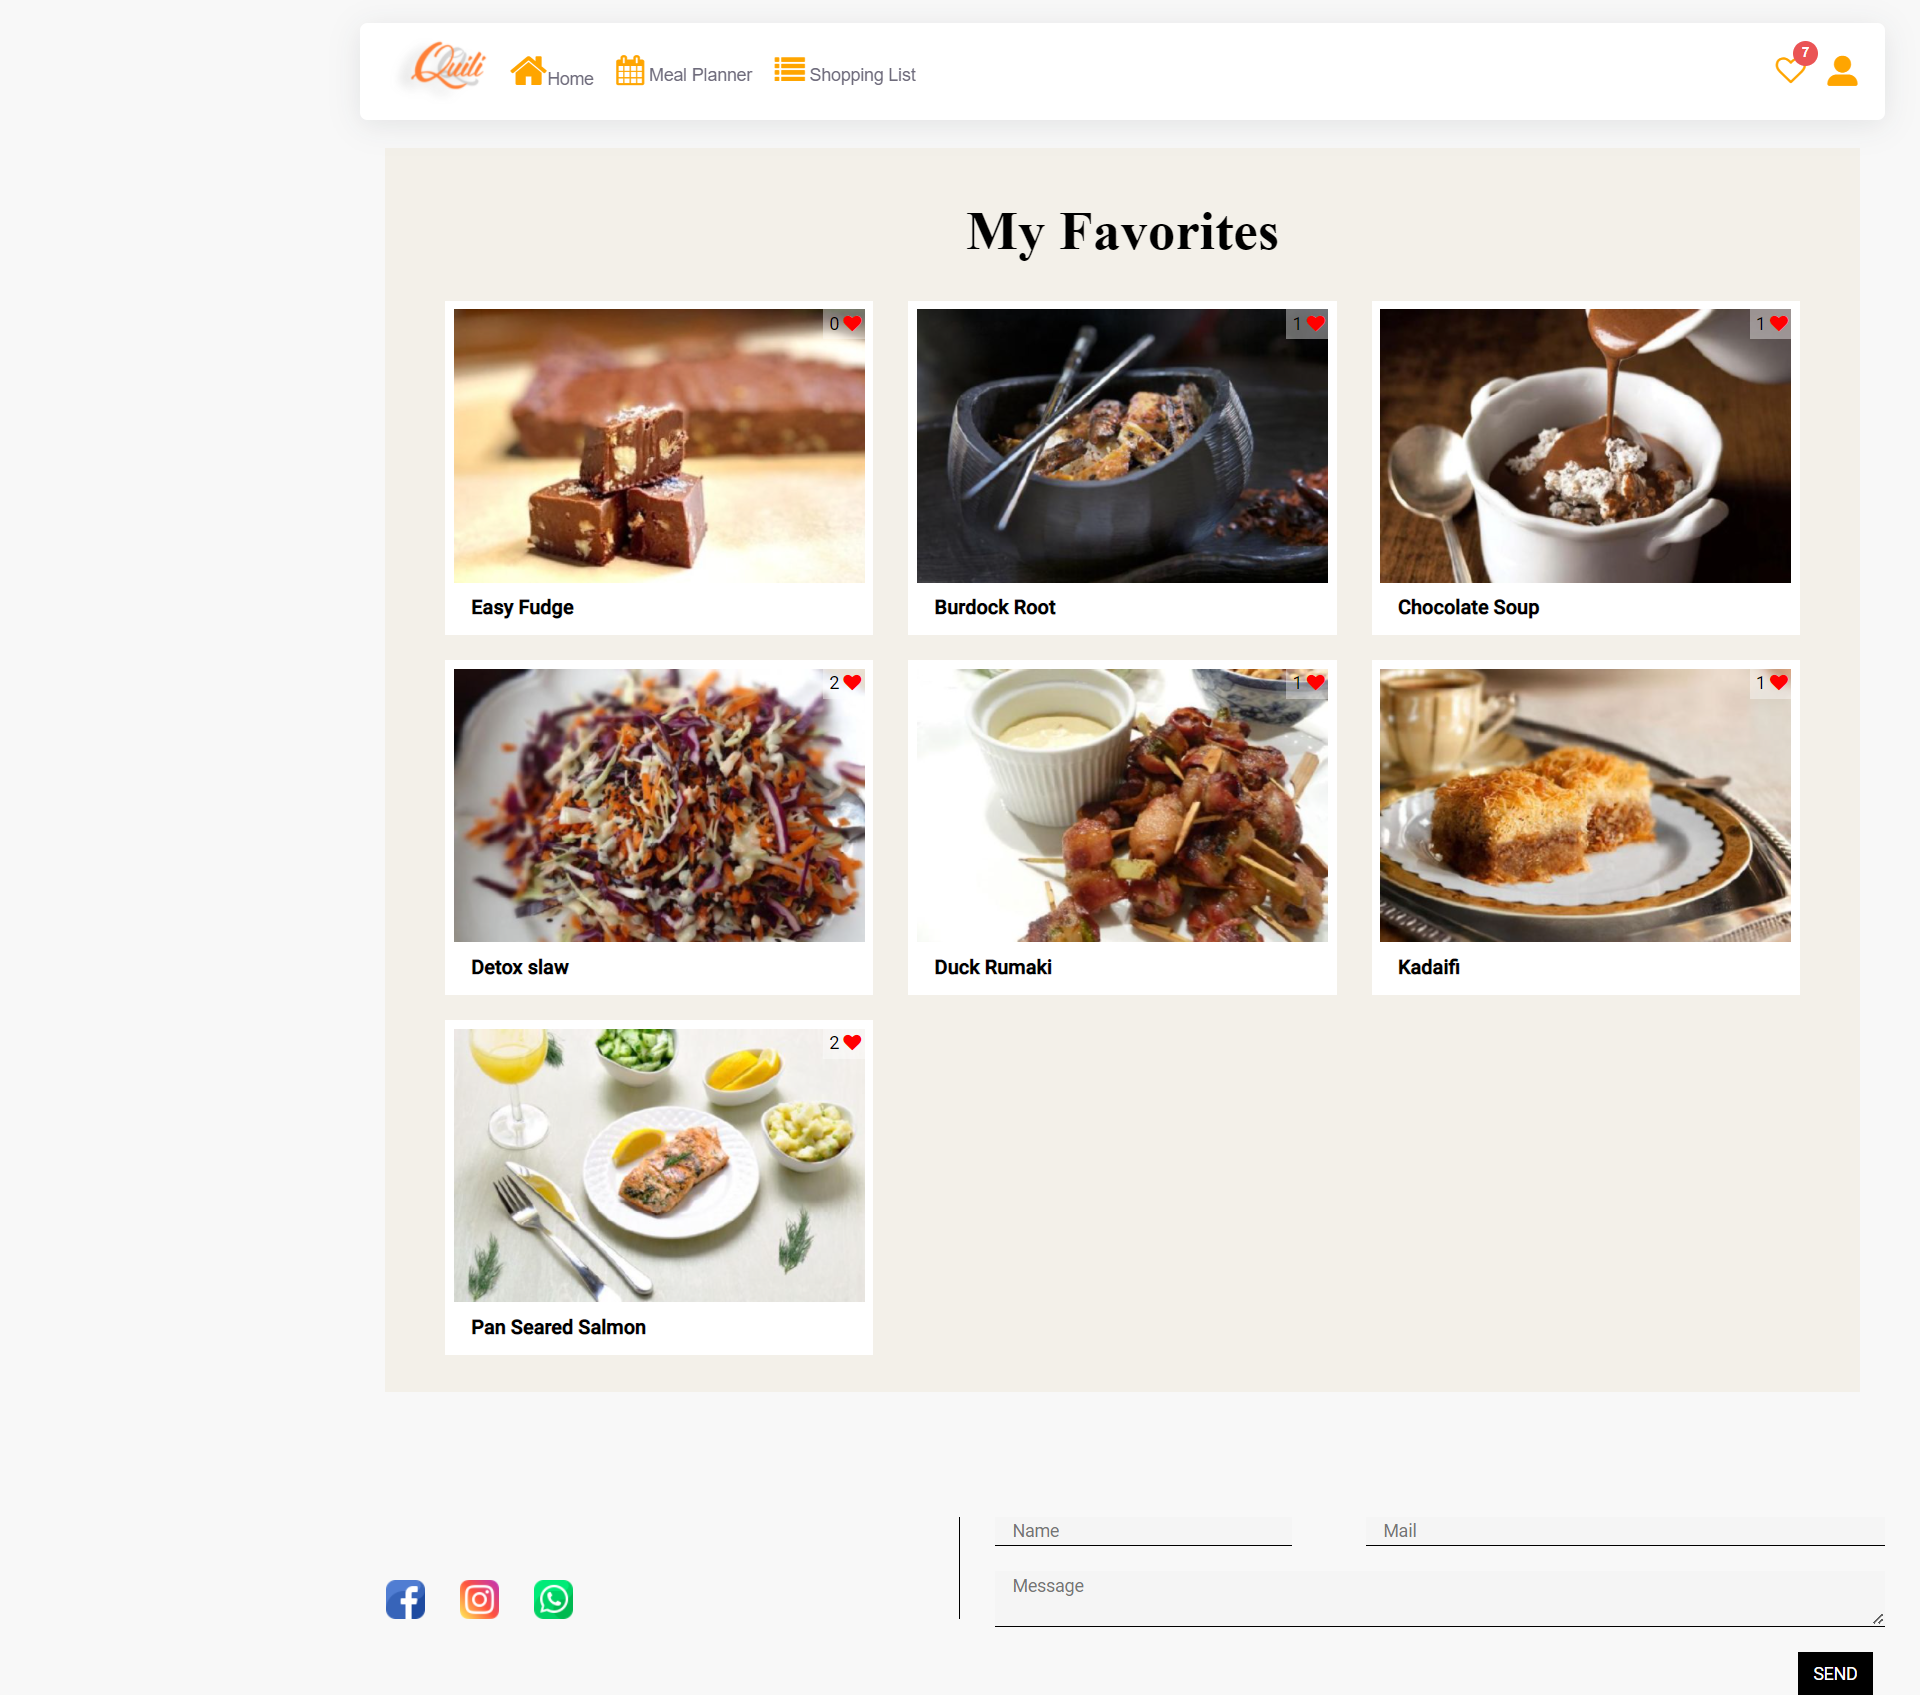 Quili
Home
Meal Planner
Shopping List
7
My Favorites
0
1
1
Easy Fudge
Burdock Root
Chocolate Soup
2
1
1
Detox slaw
Duck Rumaki
Kadaifi
2
Pan Seared Salmon
Name
Mail
Message
SEND